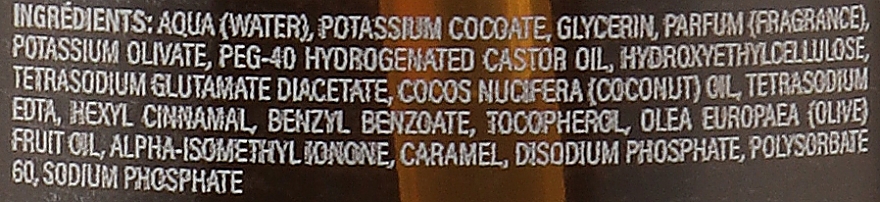 INGRÉDIENTS: AQUA (WATER), POTASSIUM COCOATE, GLYCERIN, PARFUM (FRAGRANCE),
POTASSIUM OLIVATE, PEG-40 HYDROGENATED CASTOR OIL, HYDROXYETHYLCELLULOSE,
TETRASODIUM GLUTAMATE DIACETATE, COCOS NUCIFERA (COCONUT) OIL, TETRASODIUM
EDTA, HEXYL CINNAMAL, BENZYL BENZOATE, TOCOPHEROL, OLEA EUROPAEA (OLIVE)
FRUIT OIL, ALPHA-ISOMETHYL IONONE, CARAMEL, DISODIUM PHOSPHATE, POLYSORBATE
60, SODIUM PHOSPHATE